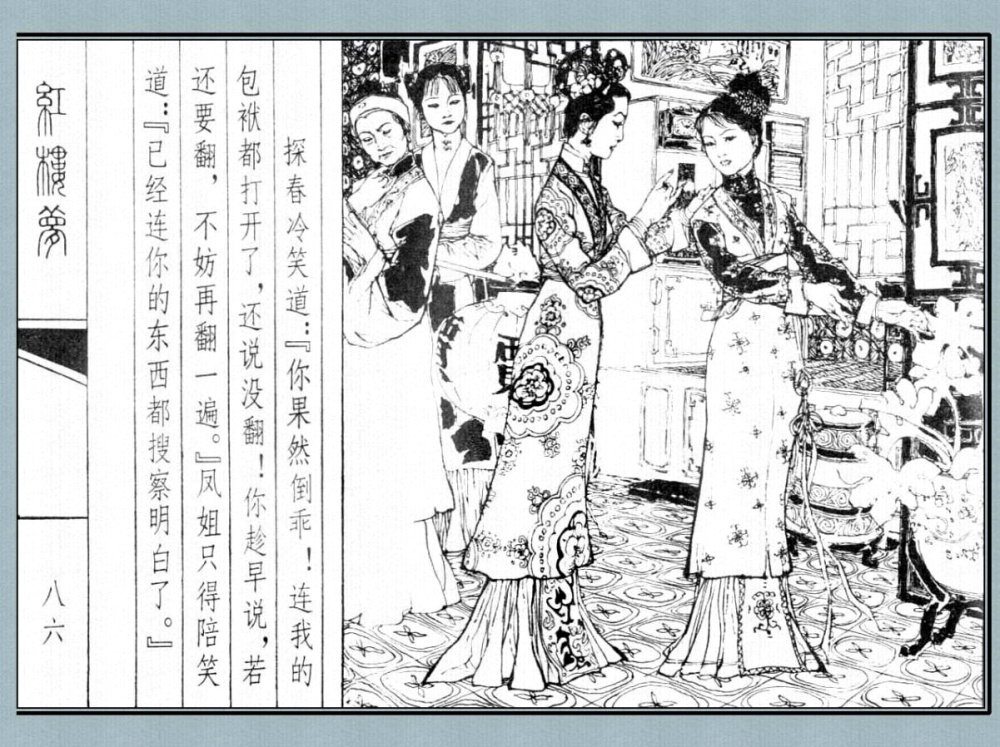 探春冷笑道：『你果然倒乖！连我的
包袱都打开了，还说没翻！你趁早说，若
还要翻，不妨再翻一遍。』凤姐只得陪笑
道：『已经连你的东西都搜察明白了。』
紅樓夢
八六